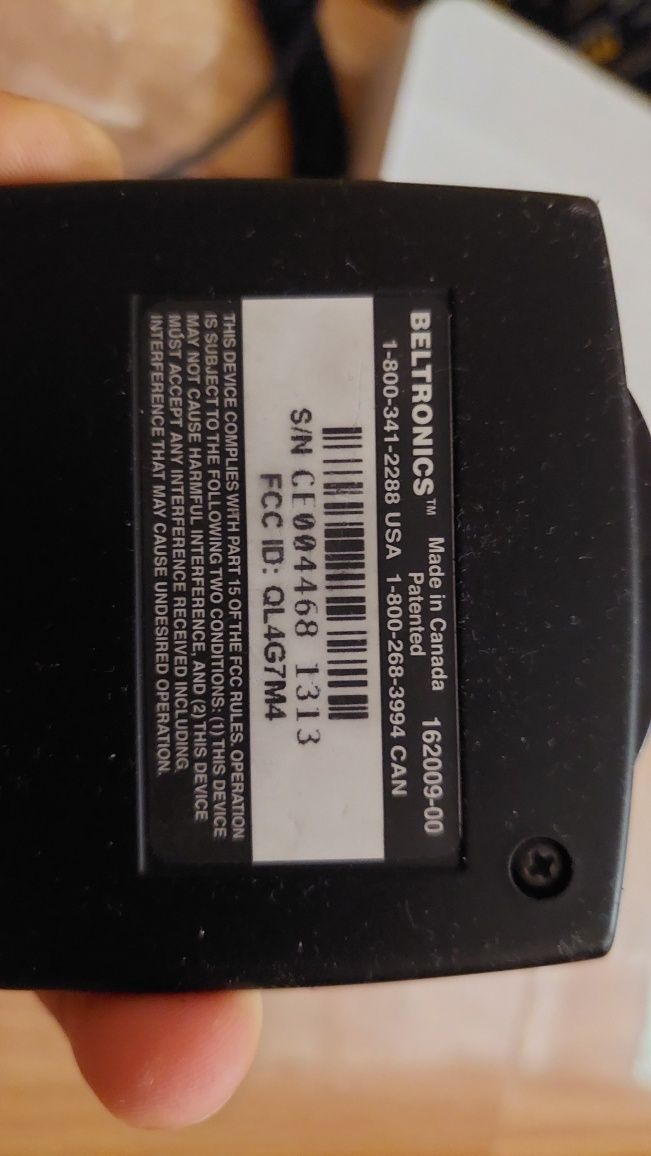 BELTRONICS™ Made in Canada 162009-00
Patented
1-800-341-2288 USA 1-800-268-3994 CAN
S/N CE004468 1313
FCC ID: QL4G7M4
THIS DEVICE COMPLIES WITH PART 15 OF THE FCC RULES. OPERATION
IS SUBJECT TO THE FOLLOWING TWO CONDITIONS: (1) THIS DEVICE
MAY NOT CAUSE HARMFUL INTERFERENCE, AND (2) THIS DEVICE
MUST ACCEPT ANY INTERFERENCE RECEIVED INCLUDING
INTERFERENCE THAT MAY CAUSE UNDESIRED OPERATION.